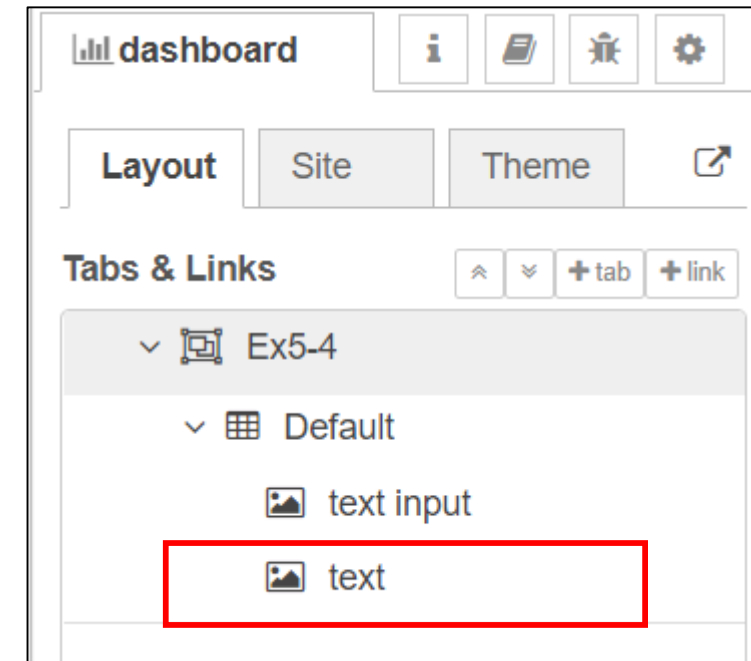 dashboard
Layout Site Theme
Tabs & Links +tab +link
Ex5-4
Default
text input
text